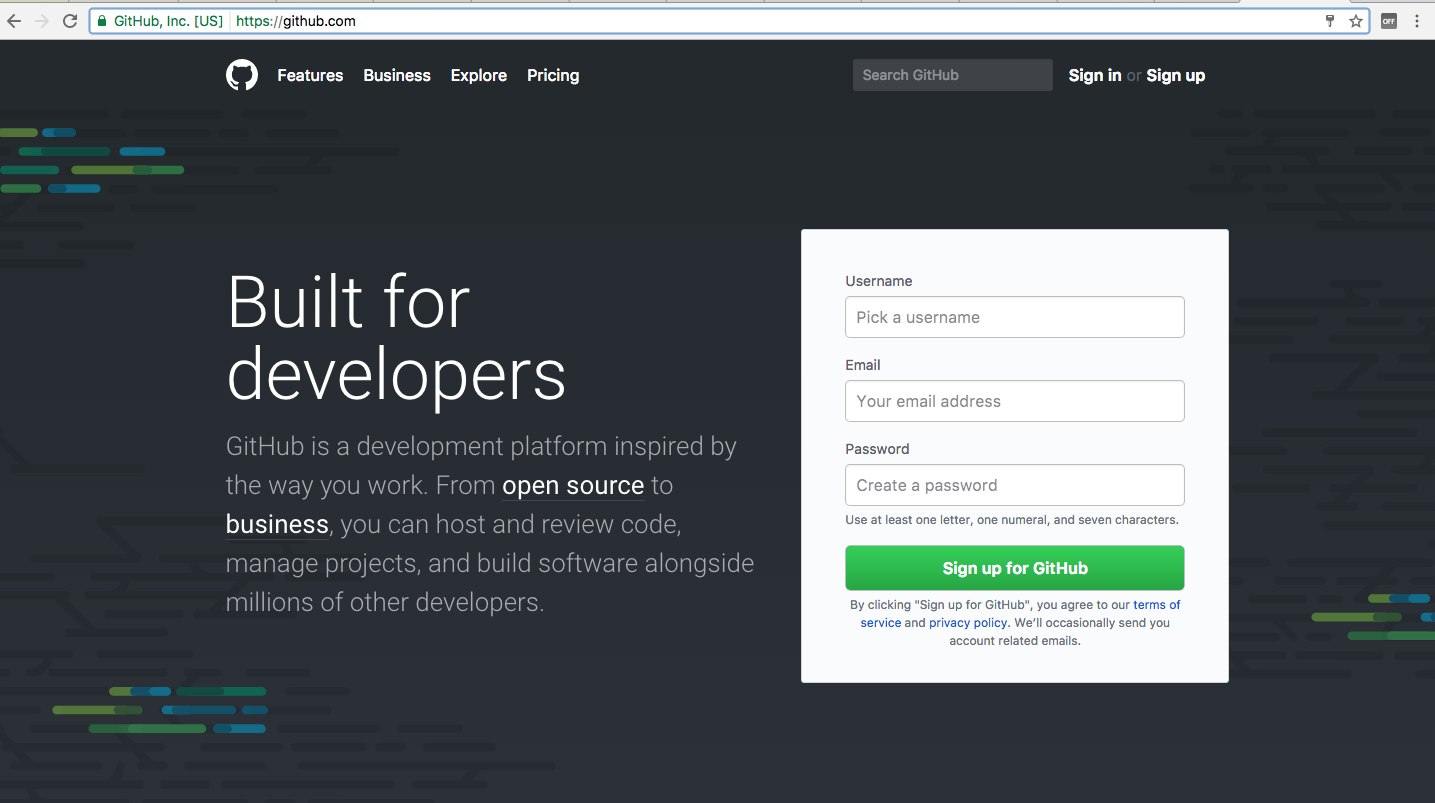 GitHub, Inc. [US] https://github.com
OFF
Features Business Explore Pricing Search GitHub Sign in or Sign up
Built for
developers
GitHub is a development platform inspired by
the way you work. From open source to
business, you can host and review code,
manage projects, and build software alongside
millions of other developers.
Username
Pick a username
Email
Your email address
Password
Create a password
Use at least one letter, one numeral, and seven characters.
Sign up for GitHub
By clicking "Sign up for GitHub", you agree to our terms of
service and privacy policy. We’ll occasionally send you
account related emails.